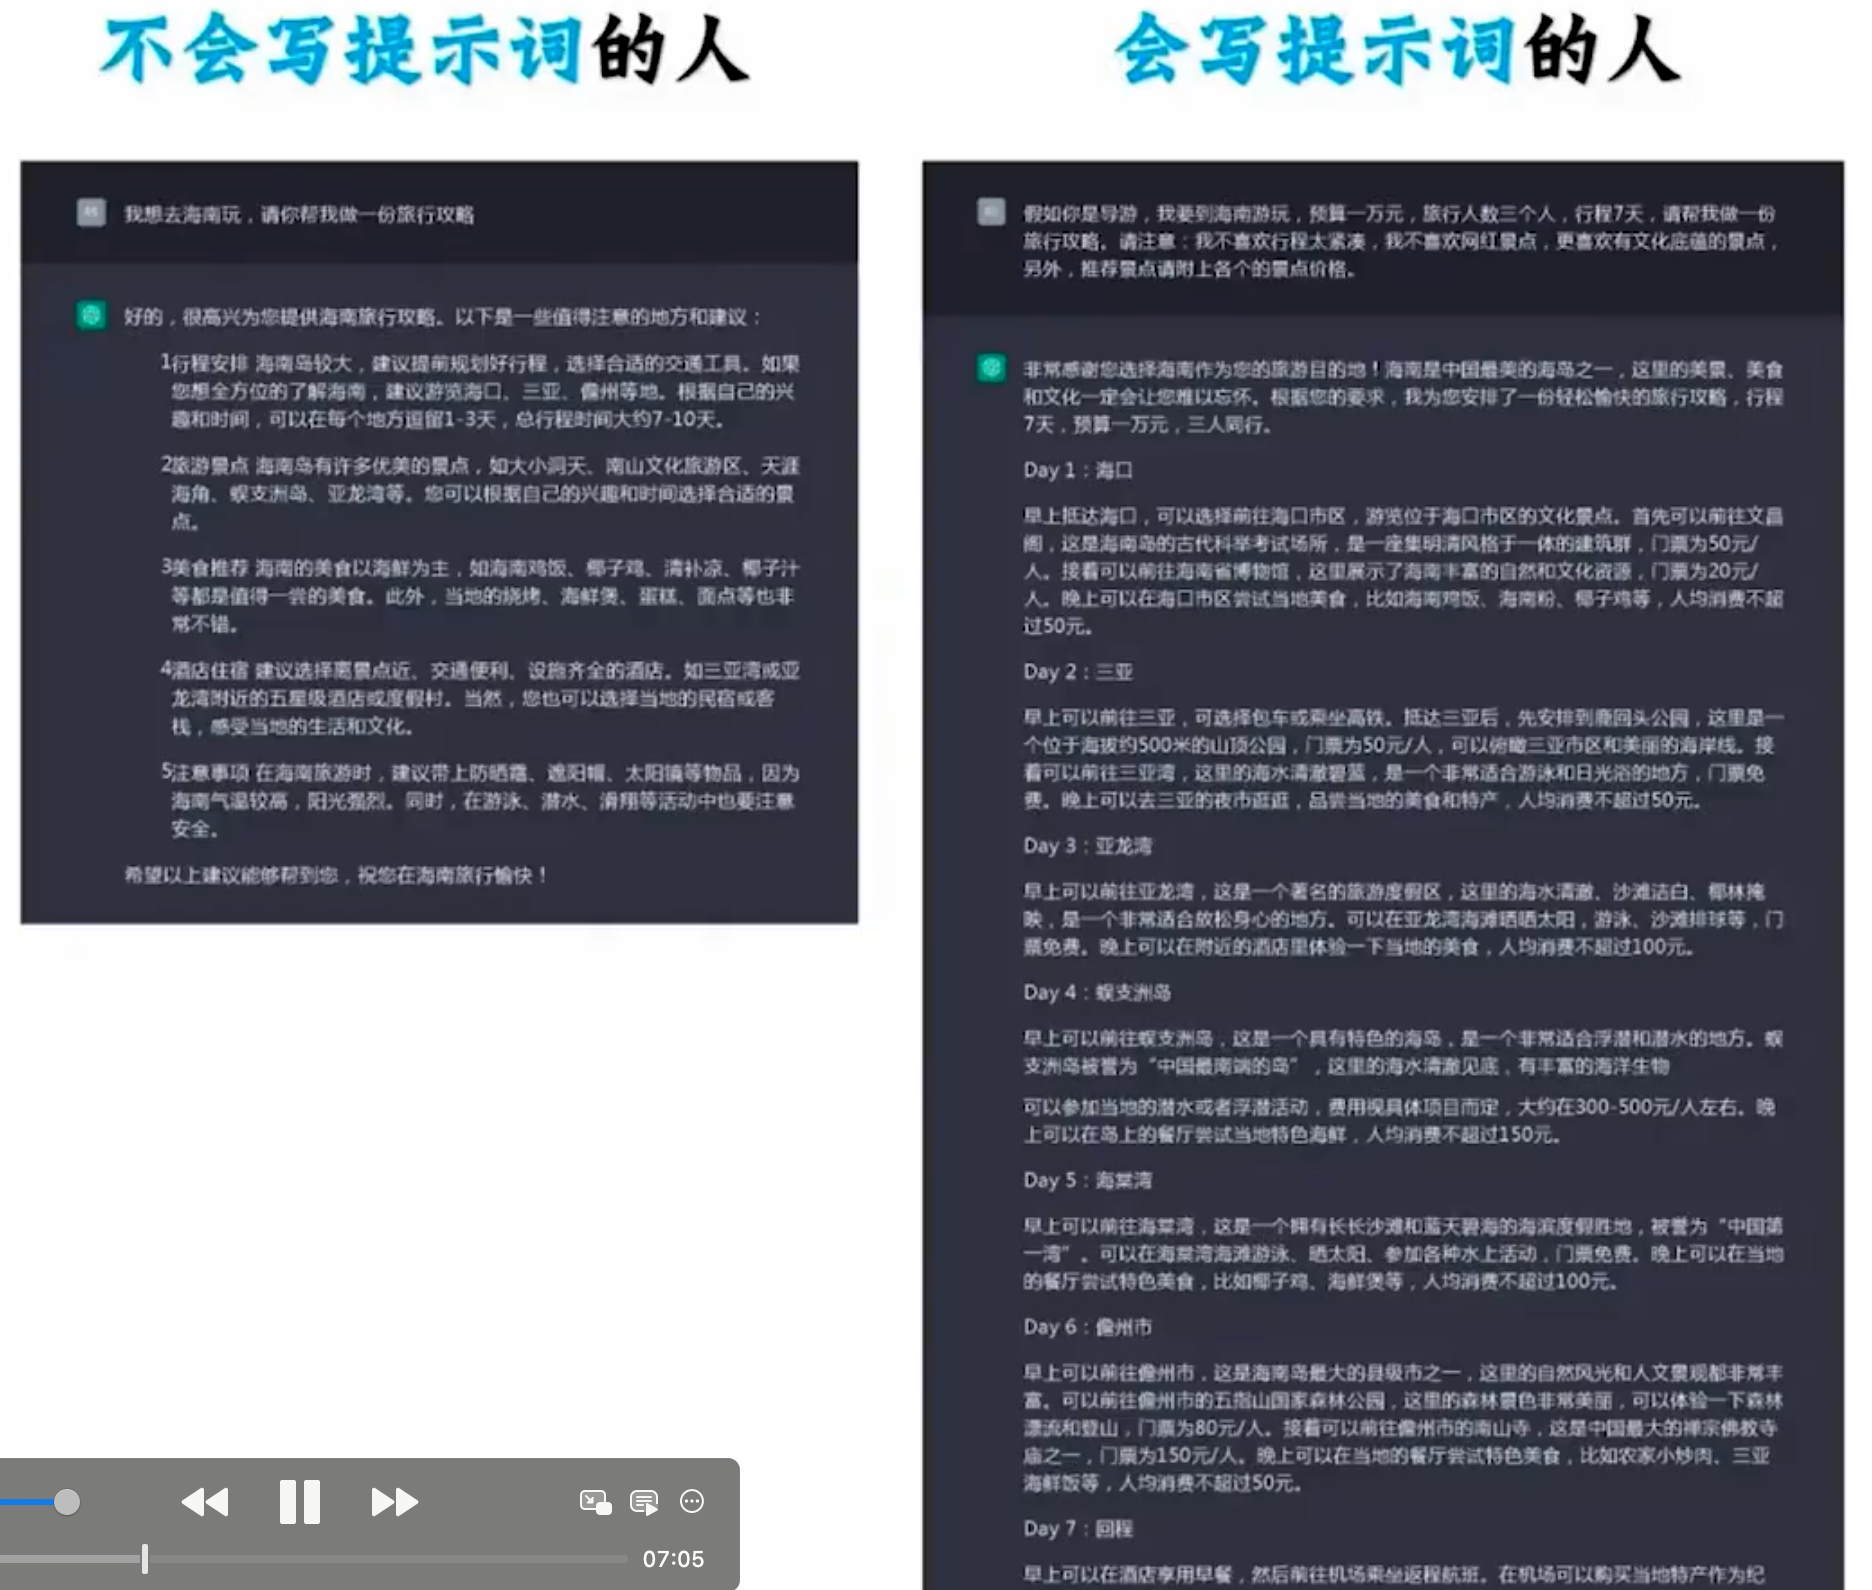 不会写提示词的人
我想去海南玩，请你帮我做一份旅行攻略
好的，很高兴为您提供海南旅行攻略。以下是一些值得注意的地方和建议：
1行程安排 海南岛较大，建议提前规划好行程，选择合适的交通工具。如果
您想全方位的了解海南，建议游览海口、三亚、儋州等地。根据自己的兴
趣和时间，可以在每个地方逗留1-3天，总行程时间大约7-10天。
2旅游景点 海南岛有许多优美的景点，如大小洞天、南山文化旅游区、天涯
海角、蜈支洲岛、亚龙湾等。您可以根据自己的兴趣和时间选择合适的景
点。
3美食推荐 海南的美食以海鲜为主，如海南鸡饭、椰子鸡、清补凉、椰子汁
等都是值得一尝的美食。此外，当地的烧烤、海鲜煲、蛋糕、面点等也非
常不错。
4酒店住宿 建议选择离景点近、交通便利、设施齐全的酒店。如三亚湾或亚
龙湾附近的五星级酒店或度假村。当然，您也可以选择当地的民宿或客
栈，感受当地的生活和文化。
5注意事项 在海南旅游时，建议带上防晒霜、遮阳帽、太阳镜等物品，因为
海南气温较高，阳光强烈。同时，在游泳、潜水、滑翔等活动中也要注意
安全。
希望以上建议能够帮到您，祝您在海南旅行愉快！
会写提示词的人
假如你是导游，我要到海南游玩，预算一万元，旅行人数三个人，行程7天，请帮我做一份
旅行攻略。请注意：我不喜欢行程太紧凑，我不喜欢网红景点，更喜欢有文化底蕴的景点，
另外，推荐景点请附上各个的景点价格。
非常感谢您选择海南作为您的旅游目的地！海南是中国最美的海岛之一，这里的美景、美食
和文化一定会让您难以忘怀。根据您的要求，我为您安排了一份轻松愉快的旅行攻略，行程
7天，预算一万元，三人同行。
Day 1：海口
早上抵达海口，可以选择前往海口市区，游览位于海口市区的文化景点。首先可以前往文昌
阁，这是海南岛的古代科举考试场所，是一座集明清风格于一体的建筑群，门票为50元/
人。接着可以前往海南省博物馆，这里展示了海南丰富的自然和文化资源，门票为20元/
人。晚上可以在海口市区尝试当地美食，比如海南鸡饭、海南粉、椰子鸡等，人均消费不超
过50元。
Day 2：三亚
早上可以前往三亚，可选择包车或乘坐高铁。抵达三亚后，先安排到鹿回头公园，这里是一
个位于海拔约500米的山顶公园，门票为50元/人，可以俯瞰三亚市区和美丽的海岸线。接
着可以前往三亚湾，这里的海水清澈碧蓝，是一个非常适合游泳和日光浴的地方，门票免
费。晚上可以去三亚的夜市逛逛，品尝当地的美食和特产，人均消费不超过50元。
Day 3：亚龙湾
早上可以前往亚龙湾，这是一个著名的旅游度假区，这里的海水清澈、沙滩洁白、椰林掩
映，是一个非常适合放松身心的地方。可以在亚龙湾海滩晒晒太阳，游泳、沙滩排球等，门
票免费。晚上可以在附近的酒店里体验一下当地的美食，人均消费不超过100元。
Day 4：蜈支洲岛
早上可以前往蜈支洲岛，这是一个具有特色的海岛，是一个非常适合浮潜和潜水的地方。蜈
支洲岛被誉为“中国最南端的岛”，这里的海水清澈见底，有丰富的海洋生物
可以参加当地的潜水或者浮潜活动，费用视具体项目而定，大约在300-500元/人左右。晚
上可以在岛上的餐厅尝试当地特色海鲜，人均消费不超过150元。
Day 5：海棠湾
早上可以前往海棠湾，这是一个拥有长长沙滩和蓝天碧海的海滨度假胜地，被誉为“中国第
一湾”。可以在海棠湾海滩游泳、晒太阳、参加各种水上活动，门票免费。晚上可以在当地
的餐厅尝试特色美食，比如椰子鸡、海鲜煲等，人均消费不超过100元。
Day 6：儋州市
早上可以前往儋州市，这是海南岛最大的县级市之一，这里的自然风光和人文景观都非常丰
富。可以前往儋州市的五指山国家森林公园，这里的森林景色非常美丽，可以体验一下森林
漂流和登山，门票为80元/人。接着可以前往儋州市的南山寺，这是中国最大的禅宗佛教寺
庙之一，门票为150元/人。晚上可以在当地的餐厅尝试特色美食，比如农家小炒肉、三亚
海鲜饭等，人均消费不超过50元。
Day 7：回程
早上可以在酒店享用早餐，然后前往机场乘坐返程航班。在机场可以购买当地特产作为纪
07:05